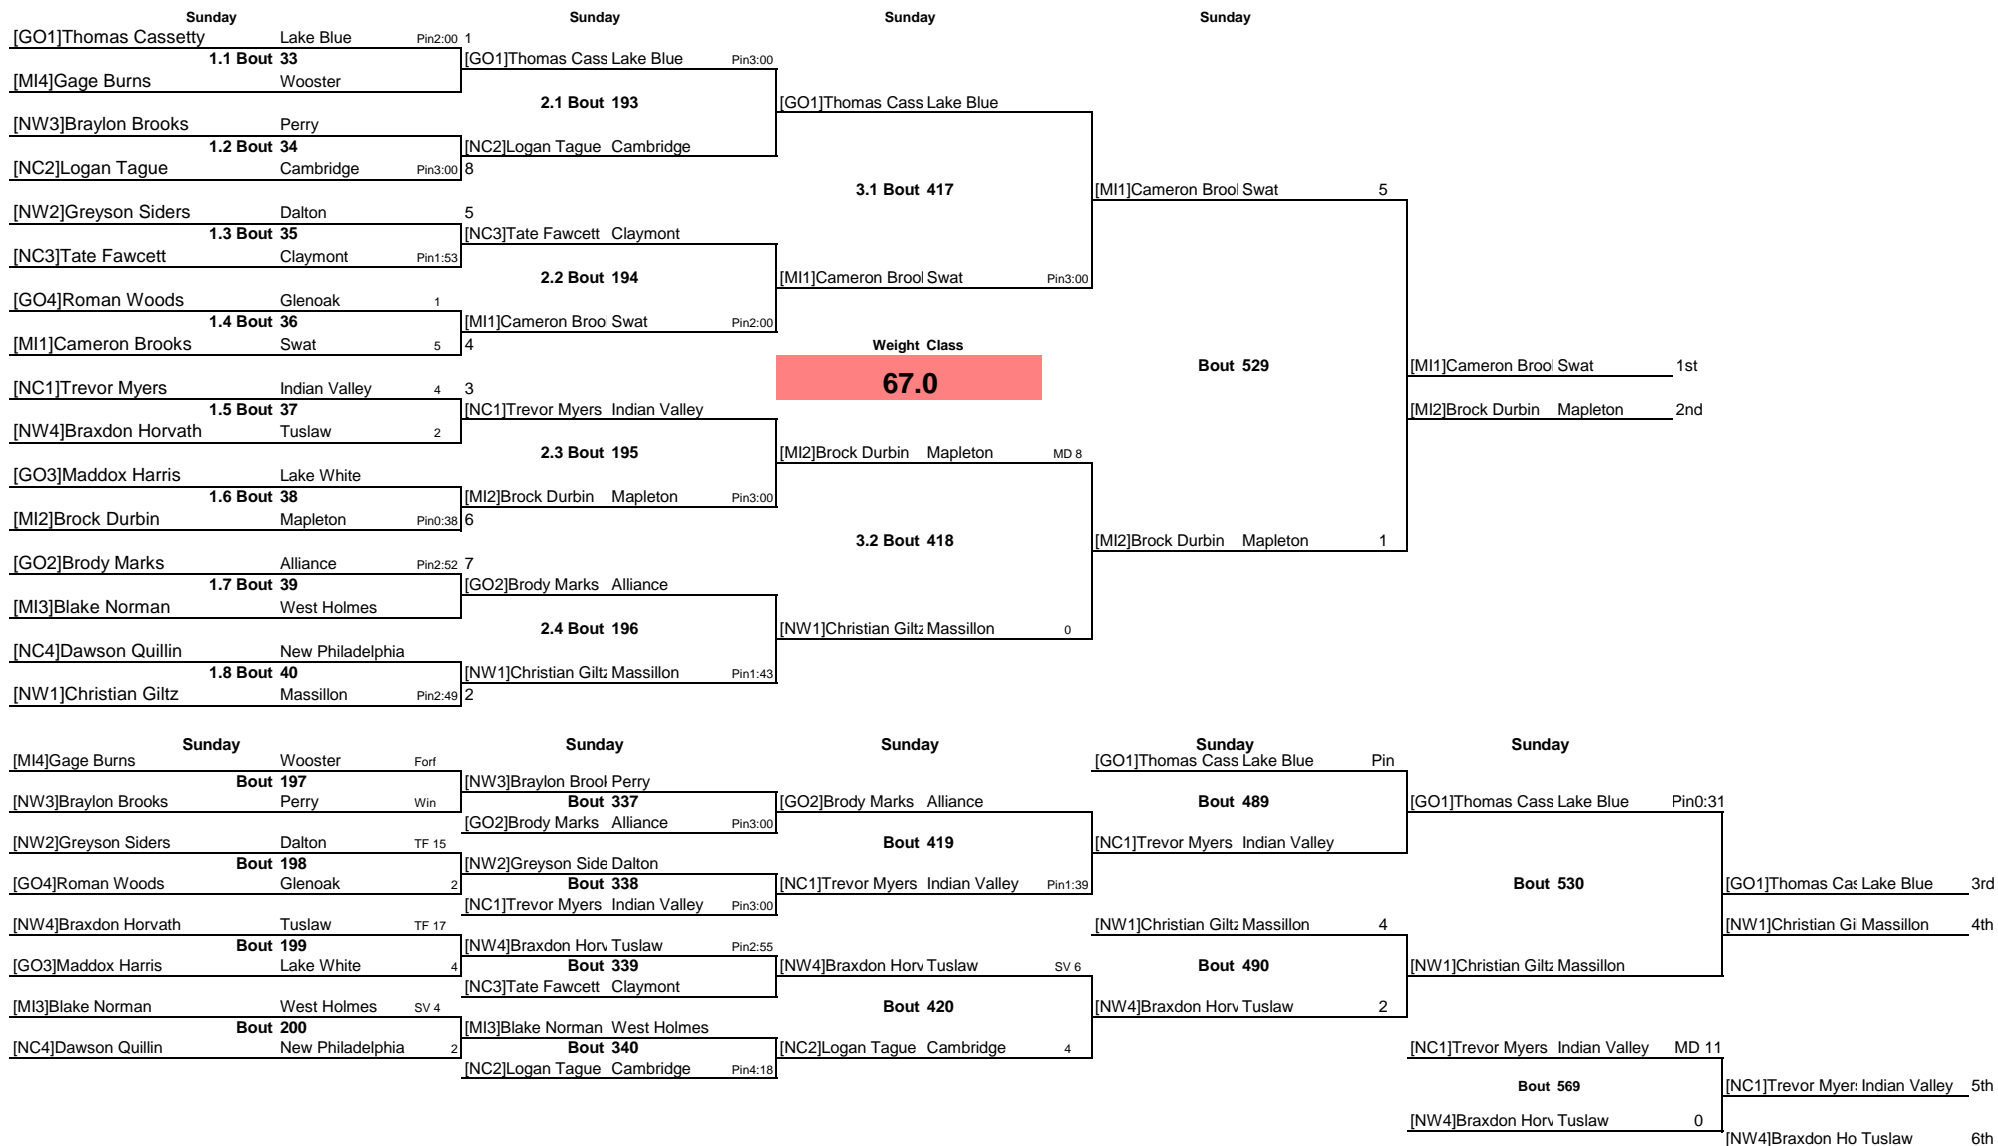 Sunday Sunday Sunday Sunday
[GO1]Thomas Cassetty Lake Blue Pin2:00 1
1.1 Bout 33 [GO1]Thomas Cass Lake Blue Pin3:00
[MI4]Gage Burns Wooster
2.1 Bout 193 [GO1]Thomas Cass Lake Blue
[NW3]Braylon Brooks Perry
1.2 Bout 34 [NC2]Logan Tague Cambridge
[NC2]Logan Tague Cambridge Pin3:00 8
3.1 Bout 417 [MI1]Cameron Broo Swat 5
[NW2]Greyson Siders Dalton 5
1.3 Bout 35 [NC3]Tate Fawcett Claymont
[NC3]Tate Fawcett Claymont Pin1:53
2.2 Bout 194 [MI1]Cameron Broo Swat Pin3:00
[GO4]Roman Woods Glenoak 1
1.4 Bout 36 [MI1]Cameron Broo Swat Pin2:00
[MI1]Cameron Brooks Swat 5 4 Weight Class
Bout 529 [MI1]Cameron Broo Swat 1st
67.0
[NC1]Trevor Myers Indian Valley 4 3
1.5 Bout 37 [NC1]Trevor Myers Indian Valley [MI2]Brock Durbin Mapleton 2nd
[NW4]Braxdon Horvath Tuslaw 2
2.3 Bout 195 [MI2]Brock Durbin Mapleton MD 8
[GO3]Maddox Harris Lake White
1.6 Bout 38 [MI2]Brock Durbin Mapleton Pin3:00
[MI2]Brock Durbin Mapleton Pin0:38 6
3.2 Bout 418 [MI2]Brock Durbin Mapleton 1
[GO2]Brody Marks Alliance Pin2:52 7
1.7 Bout 39 [GO2]Brody Marks Alliance
[MI3]Blake Norman West Holmes
2.4 Bout 196 [NW1]Christian Giltz Massillon 0
[NC4]Dawson Quillin New Philadelphia
1.8 Bout 40 [NW1]Christian Giltz Massillon Pin1:43
[NW1]Christian Giltz Massillon Pin2:49 2
Sunday Sunday Sunday Sunday Sunday
[MI4]Gage Burns Wooster Forf [GO1]Thomas Cass Lake Blue Pin
Bout 197 [NW3]Braylon Brool Perry
[NW3]Braylon Brooks Perry Win Bout 337 [GO2]Brody Marks Alliance Bout 489 [GO1]Thomas Cass Lake Blue Pin0:31
[GO2]Brody Marks Alliance Pin3:00
[NW2]Greyson Siders Dalton TF 15 Bout 419 [NC1]Trevor Myers Indian Valley
Bout 198 [NW2]Greyson Side Dalton
[GO4]Roman Woods Glenoak 2 Bout 338 [NC1]Trevor Myers Indian Valley Pin1:39 Bout 530 [GO1]Thomas Cas Lake Blue 3rd
[NC1]Trevor Myers Indian Valley Pin3:00
[NW4]Braxdon Horvath Tuslaw TF 17 [NW1]Christian Giltz Massillon 4 [NW1]Christian Gi Massillon 4th
Bout 199 [NW4]Braxdon Horv Tuslaw Pin2:55
[GO3]Maddox Harris Lake White 4 Bout 339 [NW4]Braxdon Horv Tuslaw SV 6 Bout 490 [NW1]Christian Giltz Massillon
[NC3]Tate Fawcett Claymont
[MI3]Blake Norman West Holmes SV 4 Bout 420 [NW4]Braxdon Horv Tuslaw 2
Bout 200 [MI3]Blake Norman West Holmes
[NC4]Dawson Quillin New Philadelphia 2 Bout 340 [NC2]Logan Tague Cambridge 4 [NC1]Trevor Myers Indian Valley MD 11
[NC2]Logan Tague Cambridge Pin4:18
Bout 569 [NC1]Trevor Myer Indian Valley 5th
[NW4]Braxdon Horv Tuslaw 0
[NW4]Braxdon Ho Tuslaw 6th